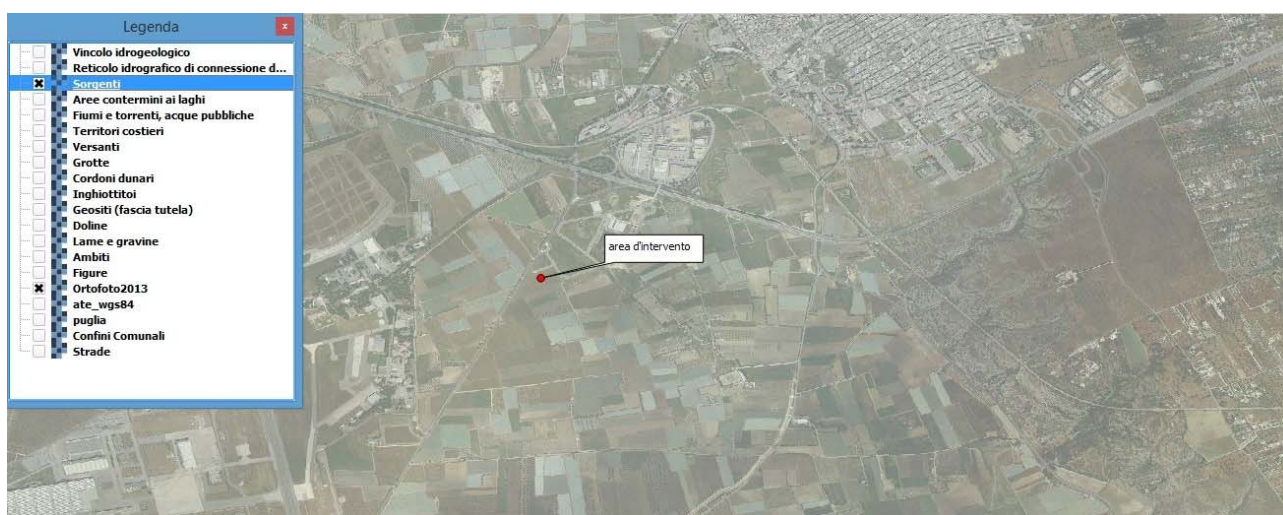 Legenda
x
Vincolo idrogeologico
Reticolo idrografico di connessione d...
Sorgenti
Aree contermini ai laghi
Fiumi e torrenti, acque pubbliche
Territori costieri
Versanti
Grotte
Cordoni dunari
Inghiottitoi
Geositi (fascia tutela)
Doline
Lame e gravine
Ambiti
Figure
Ortofoto2013
ate_wgs84
puglia
Confini Comunali
Strade
area d'intervento